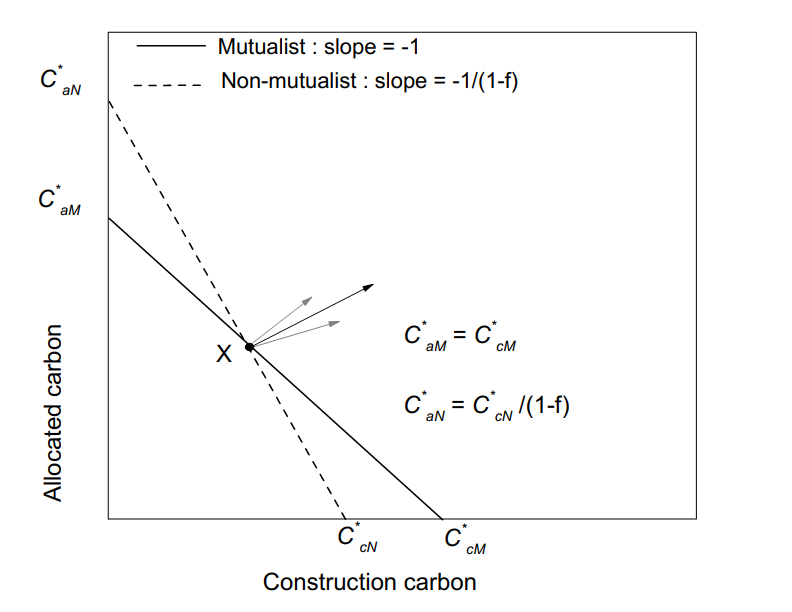 Mutualist : slope = -1
Non-mutualist : slope = -1/(1-f)
C*aN
C*aM
X
C*aM = C*cM
C*aN = C*cN /(1-f)
Allocated carbon
C*cN
C*cM
Construction carbon